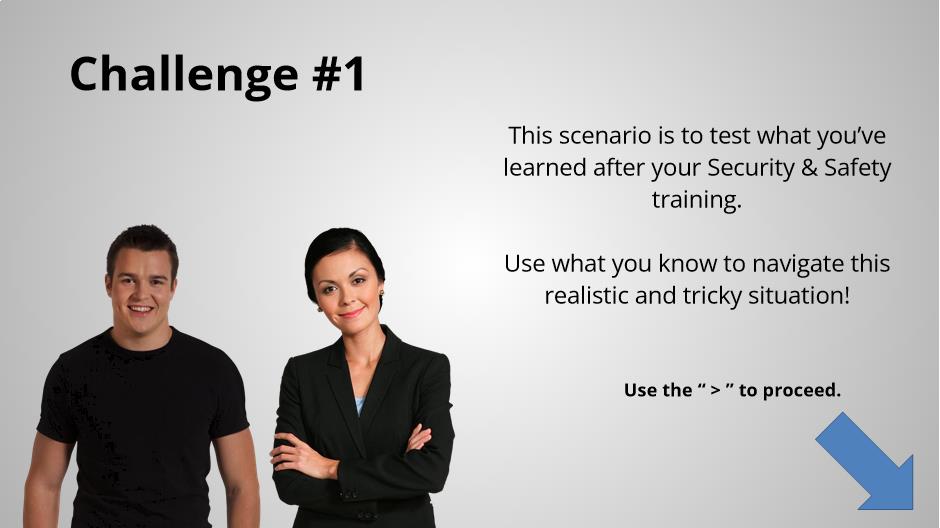 Challenge #1
This scenario is to test what you’ve
learned after your Security & Safety
training.
Use what you know to navigate this
realistic and tricky situation!
Use the “ > ” to proceed.